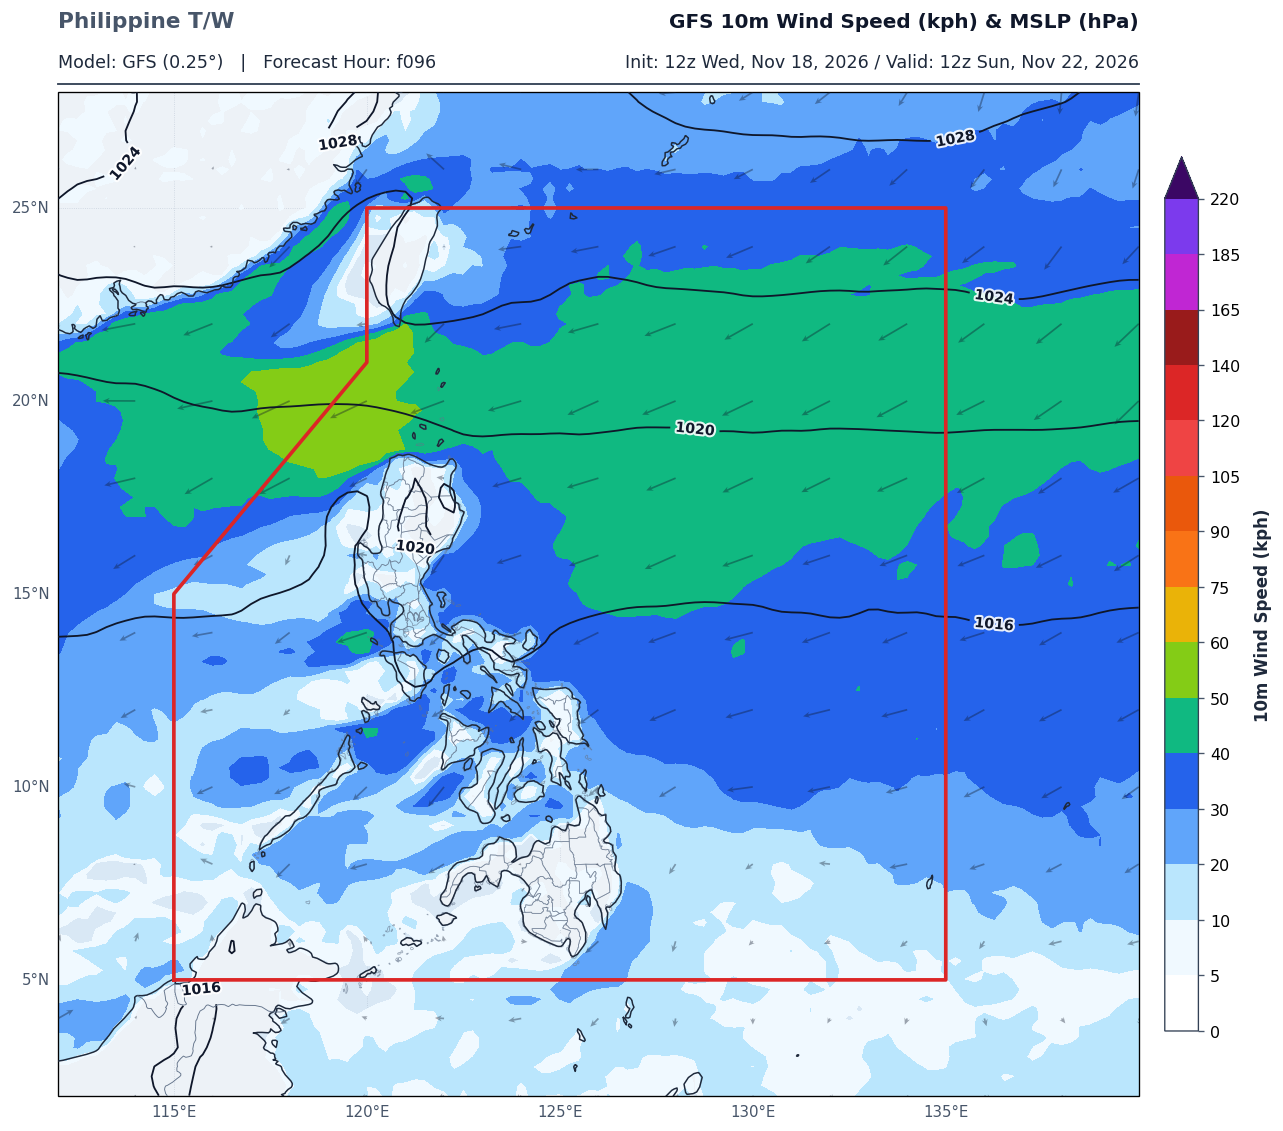 Philippine T/W
GFS 10m Wind Speed (kph) & MSLP (hPa)
Model: GFS (0.25°) | Forecast Hour: f096
Init: 12z Wed, Nov 18, 2026 / Valid: 12z Sun, Nov 22, 2026
1024
1028
1028
1024
1020
1020
1016
1016
25°N
20°N
15°N
10°N
5°N
115°E
120°E
125°E
130°E
135°E
220
185
165
140
120
105
90
75
60
50
40
30
20
10
5
0
10m Wind Speed (kph)